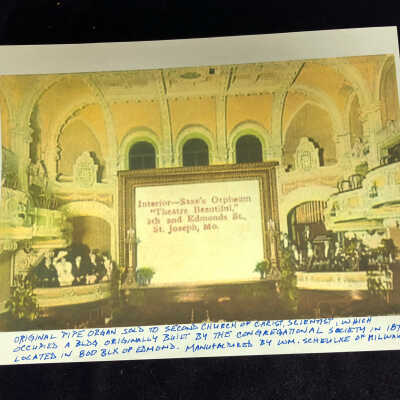 Interior—Saxe's Orpheum
"Theatre Beautiful,"
8th and Edmonds St.,
St. Joseph, Mo.
ORIGINAL PIPE ORGAN SOLD TO SECOND CHURCH OF CHRIST, SCIENTIST, WHICH
OCCUPIED A BLDG ORIGINALLY BUILT BY THE CONGREGATIONAL SOCIETY IN
LOCATED IN 800 BLK OF EDMOND. MANUFACTURED BY WM. SCHEULKE OF